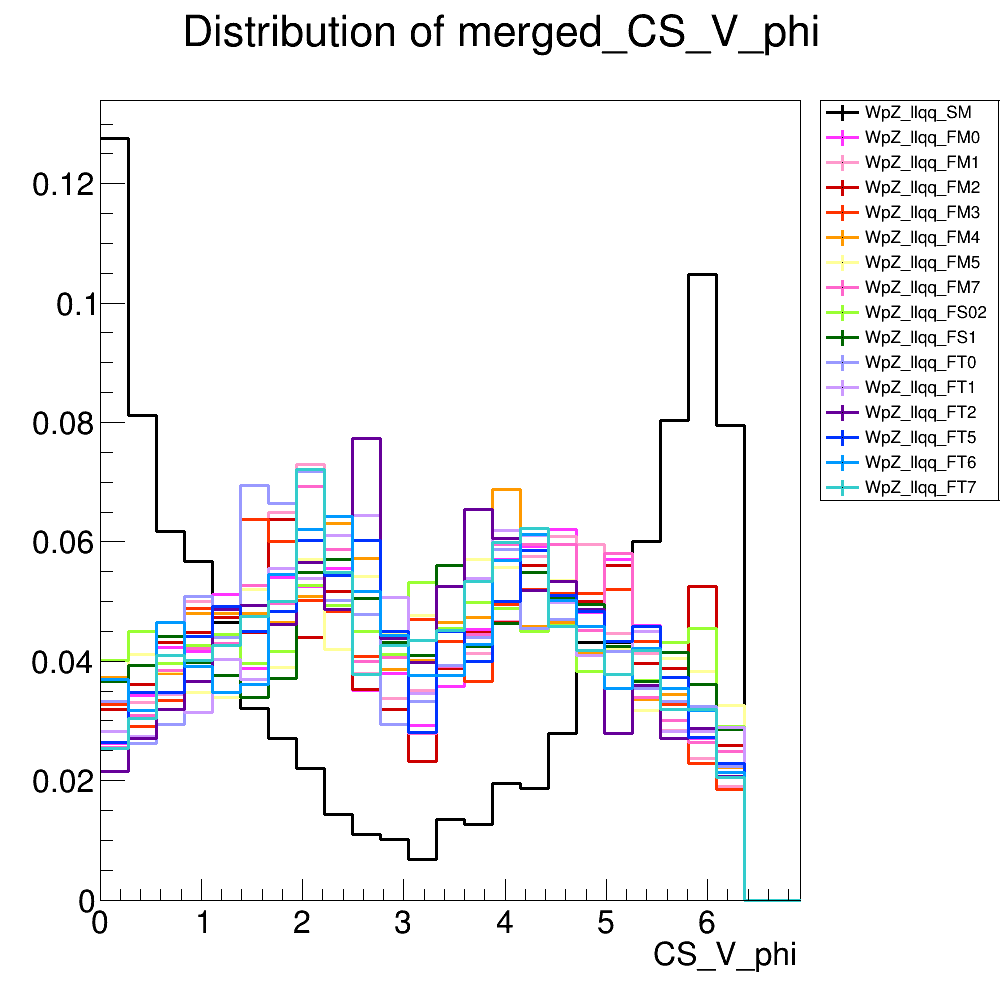 Distribution of merged_CS_V_phi
0.12
0.1
0.08
0.06
0.04
0.02
0
0 1 2 3 4 5 6
CS_V_phi
WpZ_llqq_SM
WpZ_llqq_FM0
WpZ_llqq_FM1
WpZ_llqq_FM2
WpZ_llqq_FM3
WpZ_llqq_FM4
WpZ_llqq_FM5
WpZ_llqq_FM7
WpZ_llqq_FS02
WpZ_llqq_FS1
WpZ_llqq_FT0
WpZ_llqq_FT1
WpZ_llqq_FT2
WpZ_llqq_FT5
WpZ_llqq_FT6
WpZ_llqq_FT7